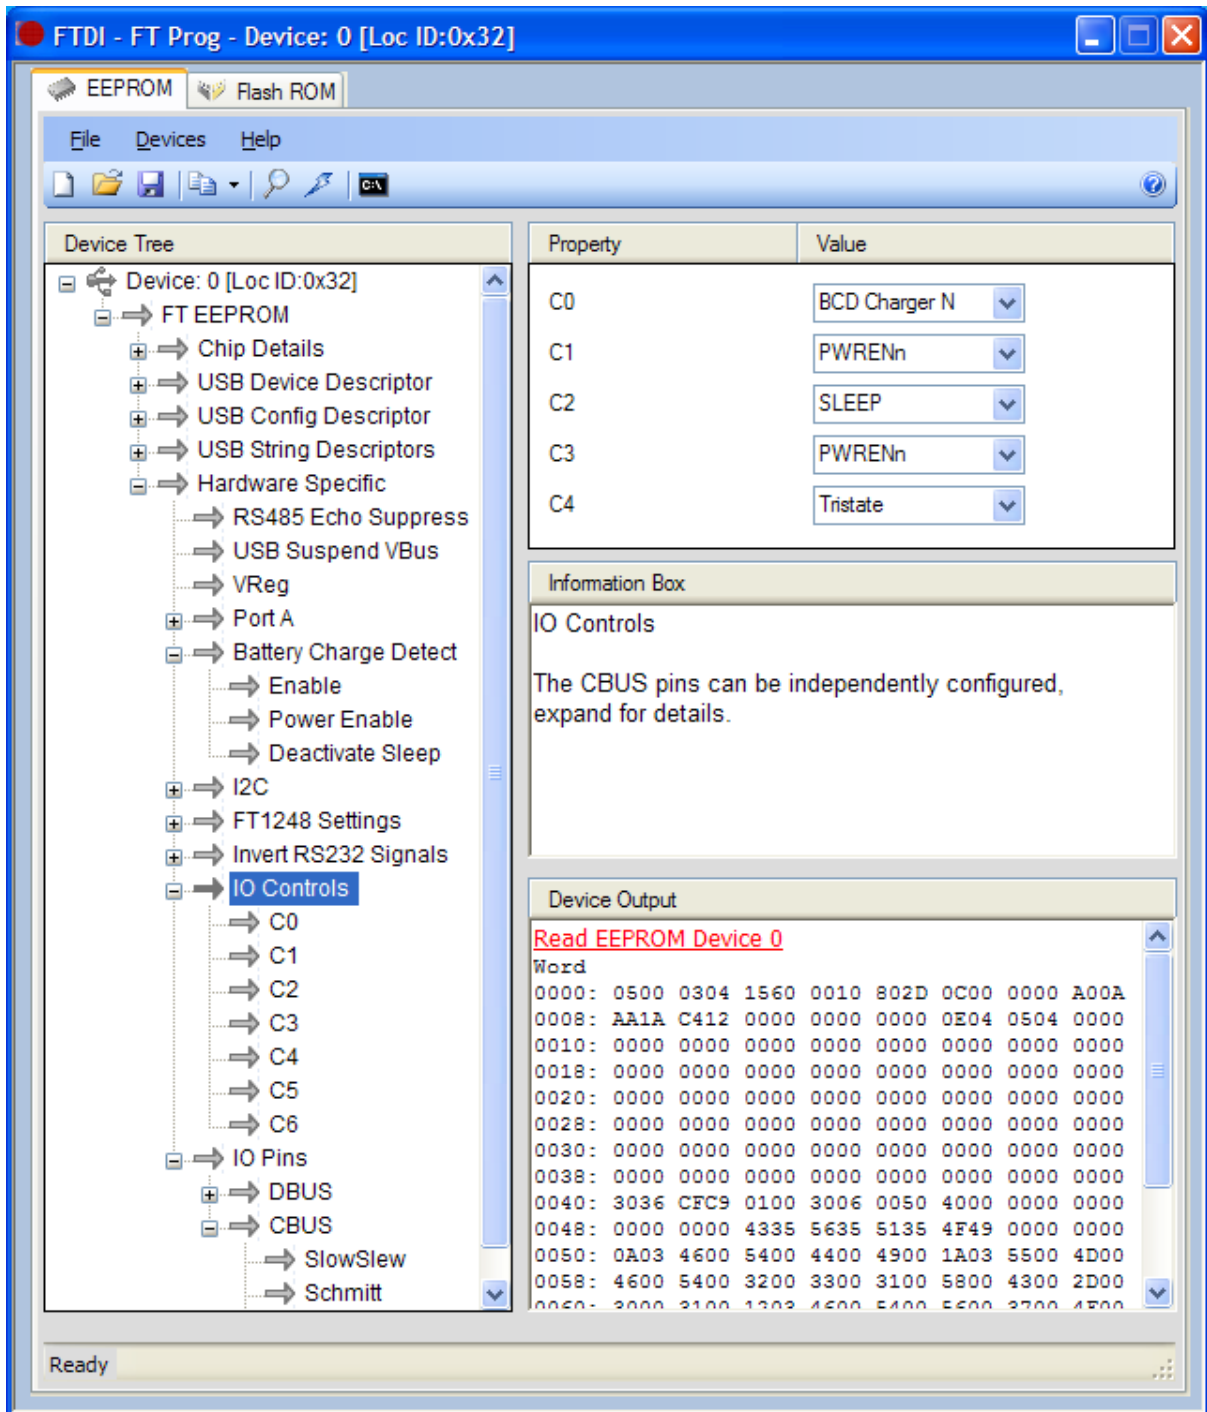 FTDI - FT Prog - Device: 0 [Loc ID:0x32]
EEPROM
Flash ROM
File Devices Help
C:\
Device Tree
Device: 0 [Loc ID:0x32]
FT EEPROM
Chip Details
USB Device Descriptor
USB Config Descriptor
USB String Descriptors
Hardware Specific
RS485 Echo Suppress
USB Suspend VBus
VReg
Port A
Battery Charge Detect
Enable
Power Enable
Deactivate Sleep
I2C
FT1248 Settings
Invert RS232 Signals
IO Controls
C0
C1
C2
C3
C4
C5
C6
IO Pins
DBUS
CBUS
SlowSlew
Schmitt
Property Value
C0 BCD Charger N
C1 PWRENn
C2 SLEEP
C3 PWRENn
C4 Tristate
Information Box
IO Controls
The CBUS pins can be independently configured,
expand for details.
Device Output
Read EEPROM Device 0
Word
0000: 0500 0304 1560 0010 802D 0C00 0000 A00A
0008: AA1A C412 0000 0000 0000 0E04 0504 0000
0010: 0000 0000 0000 0000 0000 0000 0000 0000
0018: 0000 0000 0000 0000 0000 0000 0000 0000
0020: 0000 0000 0000 0000 0000 0000 0000 0000
0028: 0000 0000 0000 0000 0000 0000 0000 0000
0030: 0000 0000 0000 0000 0000 0000 0000 0000
0038: 0000 0000 0000 0000 0000 0000 0000 0000
0040: 3036 CFC9 0100 3006 0050 4000 0000 0000
0048: 0000 0000 4335 5635 5135 4F49 0000 0000
0050: 0A03 4600 5400 4400 4900 1A03 5500 4D00
0058: 4600 5400 3200 3300 3100 5800 4300 2D00
0060: 3000 3100 1203 4600 5400 5600 3700 4F00
Ready